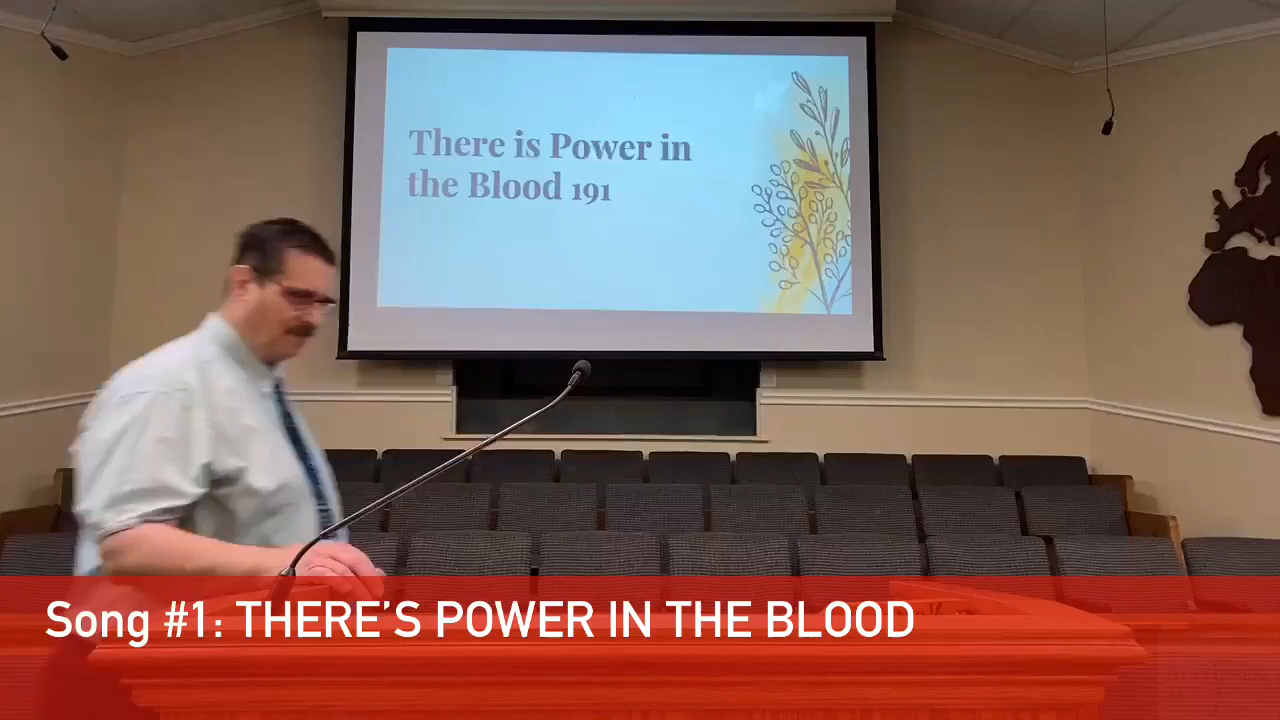 There is Power in
the Blood 191
Song #1: THERE'S POWER IN THE BLOOD